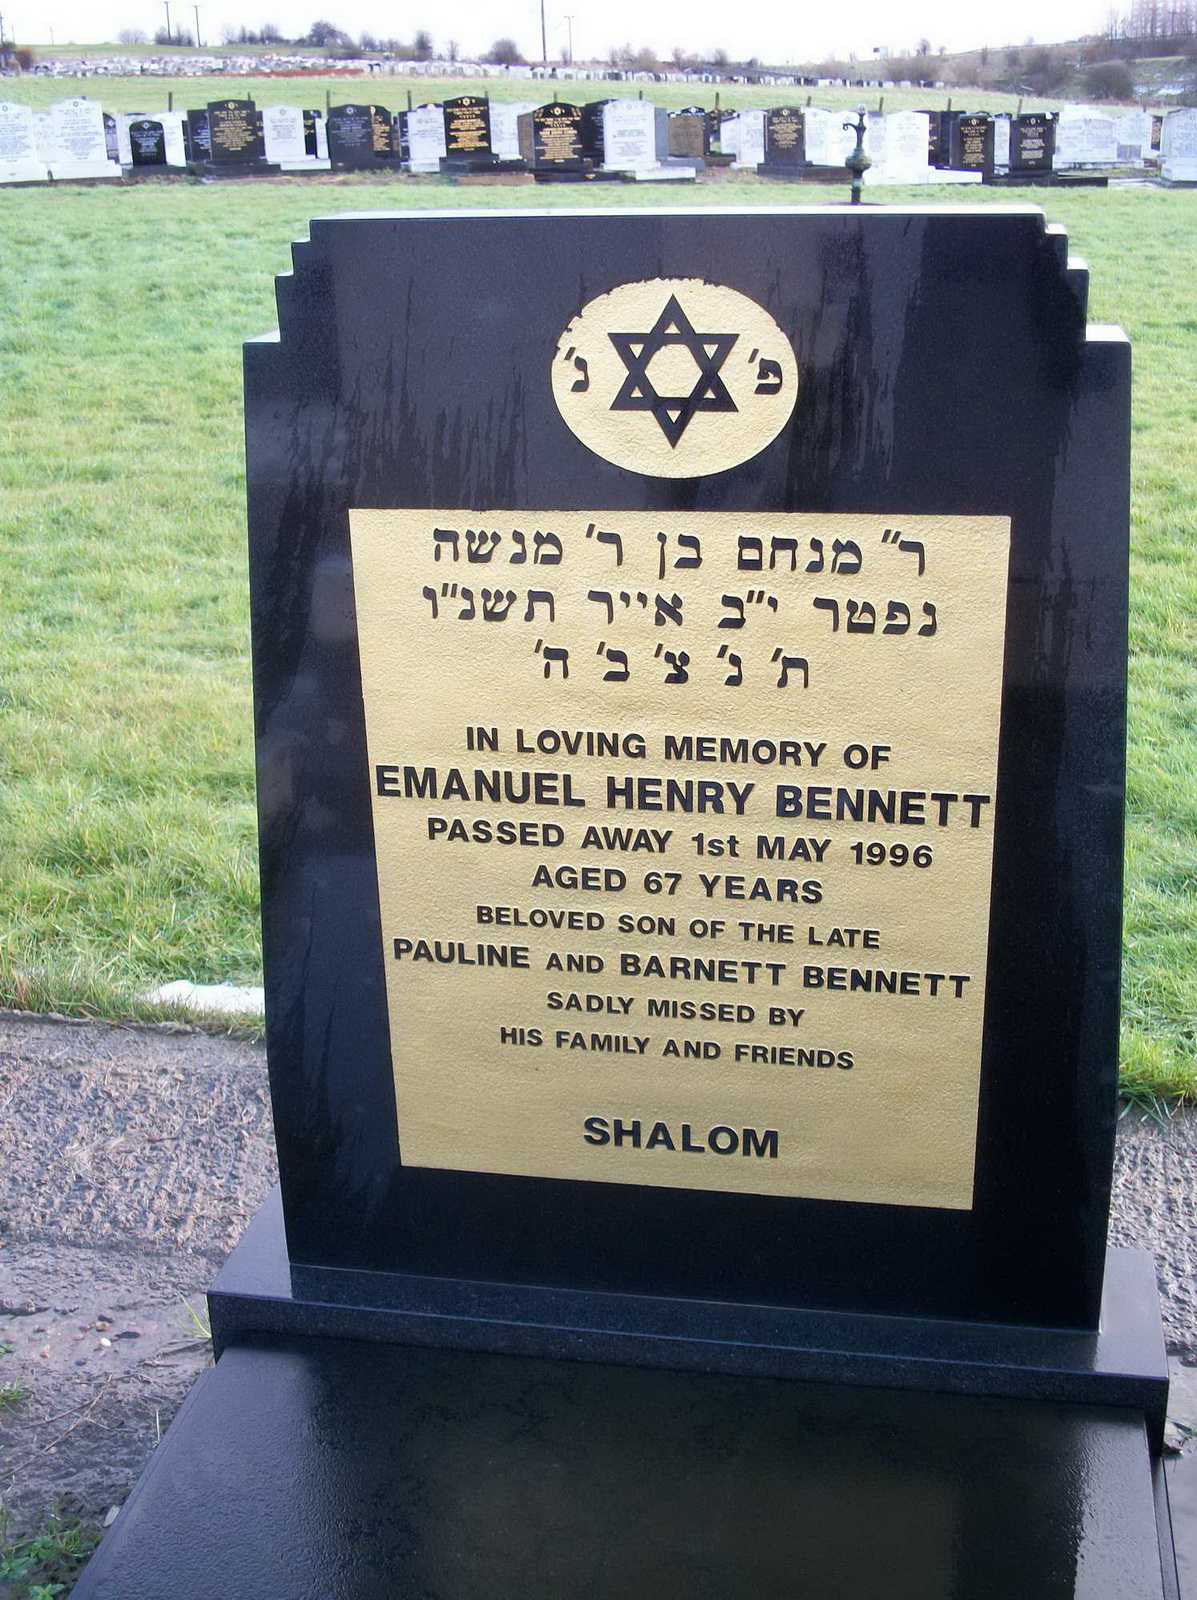 פ' נ'
ר" מנחם בן ר' מנשה
נפטר י"ב אייר תשנ"ו
ת' נ' צ' ב' ה'
IN LOVING MEMORY OF
EMANUEL HENRY BENNETT
PASSED AWAY 1st MAY 1996
AGED 67 YEARS
BELOVED SON OF THE LATE
PAULINE AND BARNETT BENNETT
SADLY MISSED BY
HIS FAMILY AND FRIENDS
SHALOM